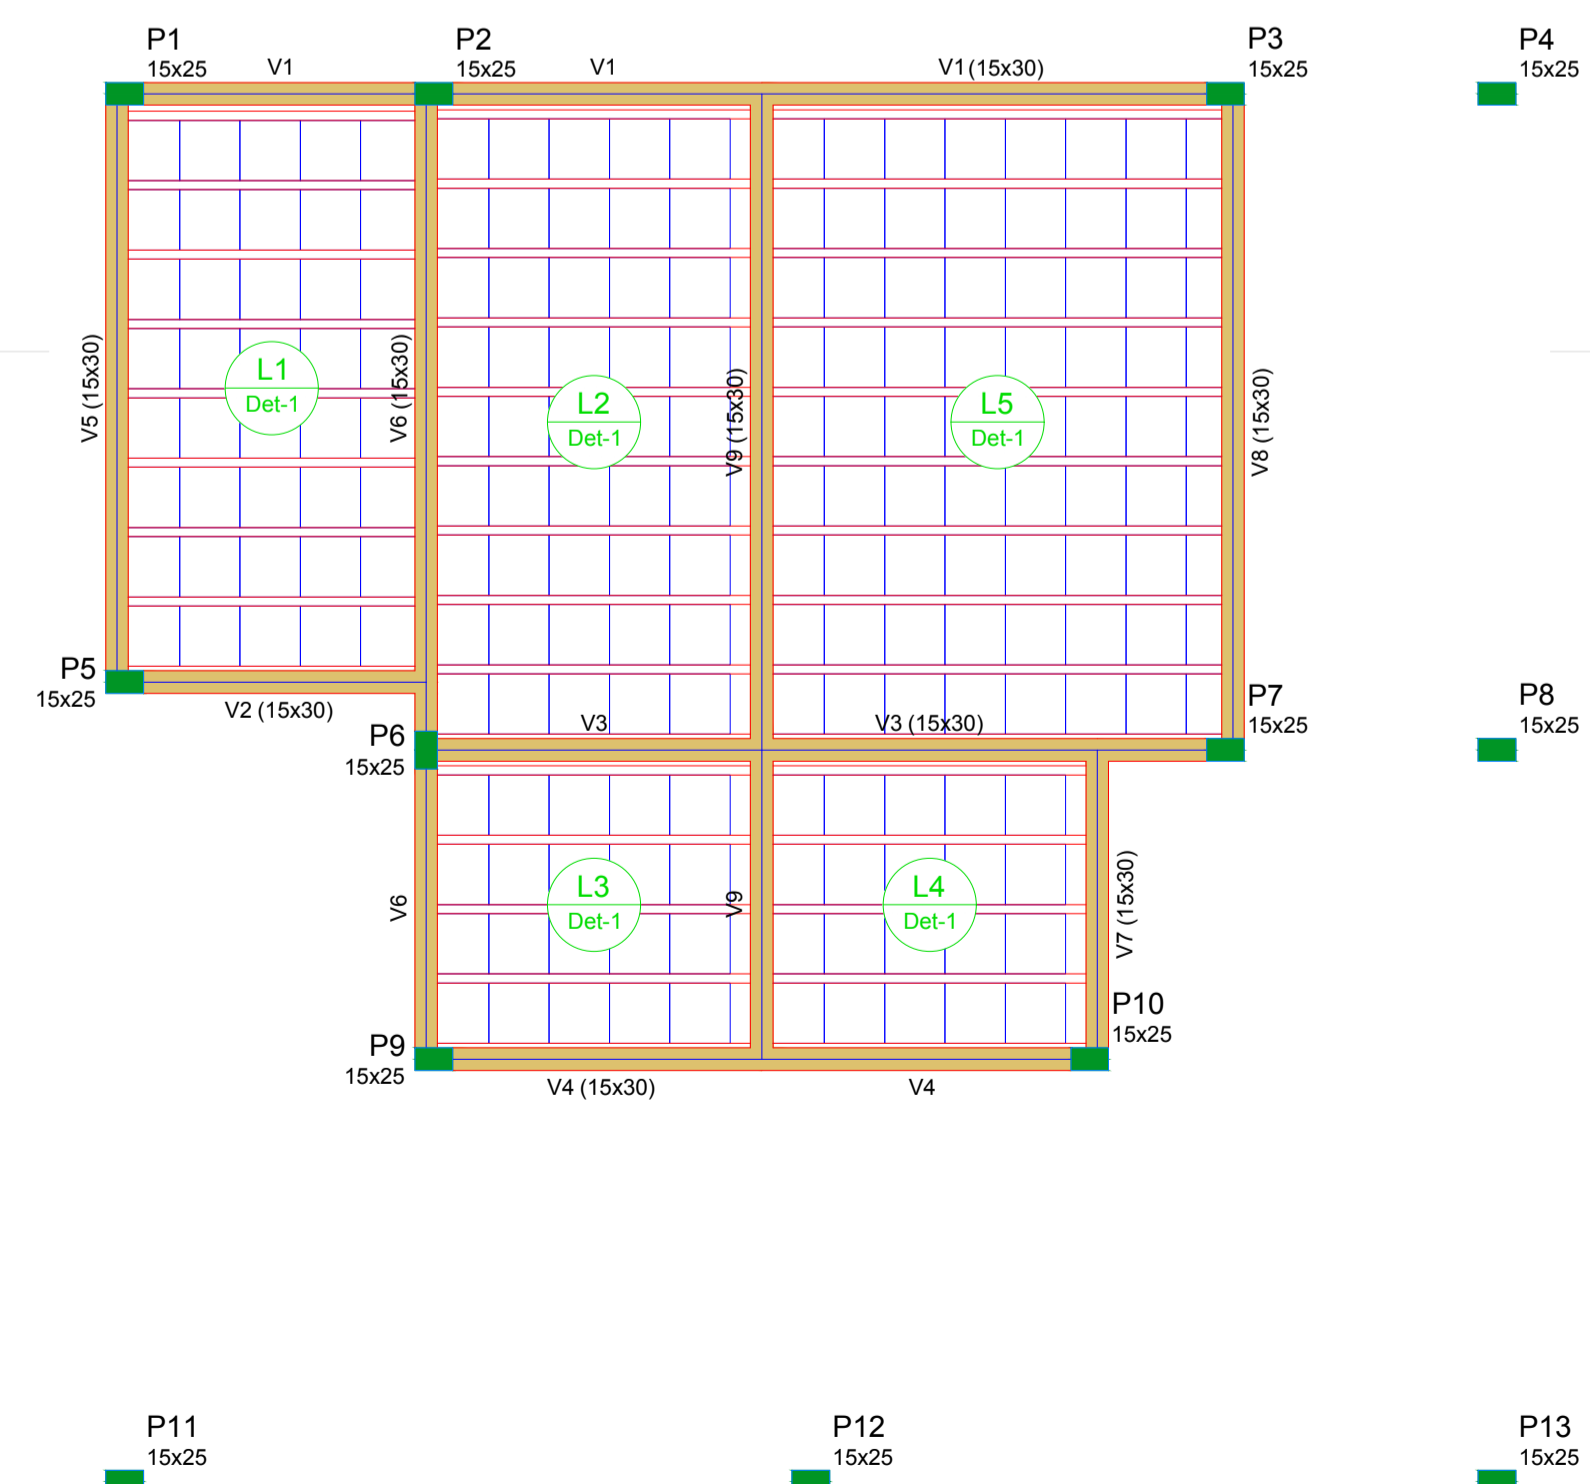 P1
15x25
V1
P2
15x25
V1
V1 (15x30)
P3
15x25
P4
15x25
V5 (15x30)
L1
Det-1
V6 (15x30)
L2
Det-1
V9 (15x30)
L5
Det-1
V8 (15x30)
P5
15x25
V2 (15x30)
P6
15x25
V3
V3 (15x30)
P7
15x25
P8
15x25
V6
L3
Det-1
V9
L4
Det-1
V7 (15x30)
P9
15x25
P10
15x25
V4 (15x30)
V4
P11
15x25
P12
15x25
P13
15x25